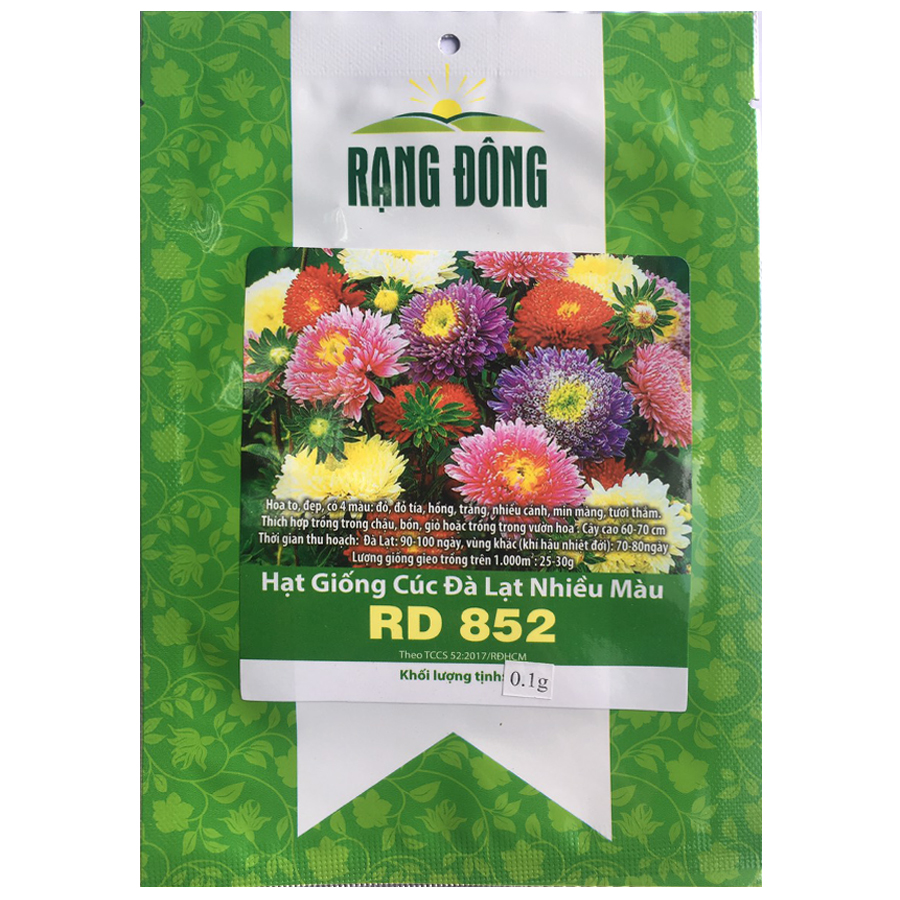 RẠNG ĐÔNG
Hoa to, đẹp, có 4 màu: đỏ, đỏ tía, hồng, trắng, nhiều cánh, mịn màng, tươi thắm.
Thích hợp trồng trong chậu, bồn, giỏ hoặc trồng trong vườn hoa. Cây cao 60-70 cm
Thời gian thu hoạch: Đà Lạt: 90-100 ngày, vùng khác (khí hậu nhiệt đới): 70-80ngày
Lượng giống gieo trồng trên 1.000m²: 25-30g
Hạt Giống Cúc Đà Lạt Nhiều Màu
RD 852
Theo TCCS 52:2017/RĐHCM
Khối lượng tịnh: 0.1g